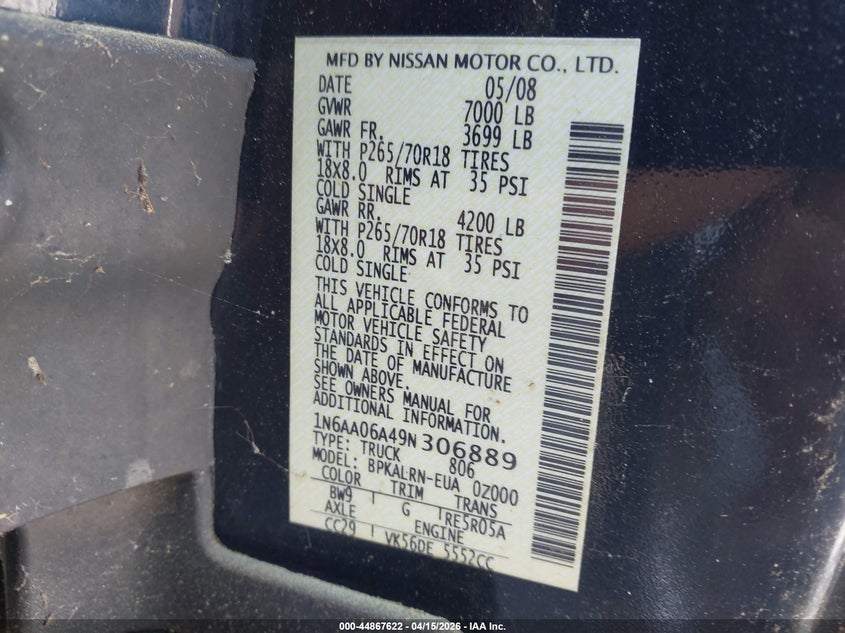 MFD BY NISSAN MOTOR CO., LTD.
DATE 05/08
GVWR 7000 LB
GAWR FR. 3699 LB
WITH P265/70R18 TIRES
18X8.0 RIMS AT 35 PSI
COLD SINGLE
GAWR RR. 4200 LB
WITH P265/70R18 TIRES
18X8.0 RIMS AT 35 PSI
COLD SINGLE
THIS VEHICLE CONFORMS TO
ALL APPLICABLE FEDERAL
MOTOR VEHICLE SAFETY
STANDARDS IN EFFECT ON
THE DATE OF MANUFACTURE
SHOWN ABOVE.
SEE OWNERS MANUAL FOR
ADDITIONAL INFORMATION.
1N6AA06A49N306889
TYPE: TRUCK 806
MODEL: BPKALRN-EUA 0Z000
COLOR TRIM TRANS
BW9 G RE5R05A
AXLE ENGINE
CC29 VK56DE 5552CC
000-44867622 - 04/15/2026 - IAA Inc.